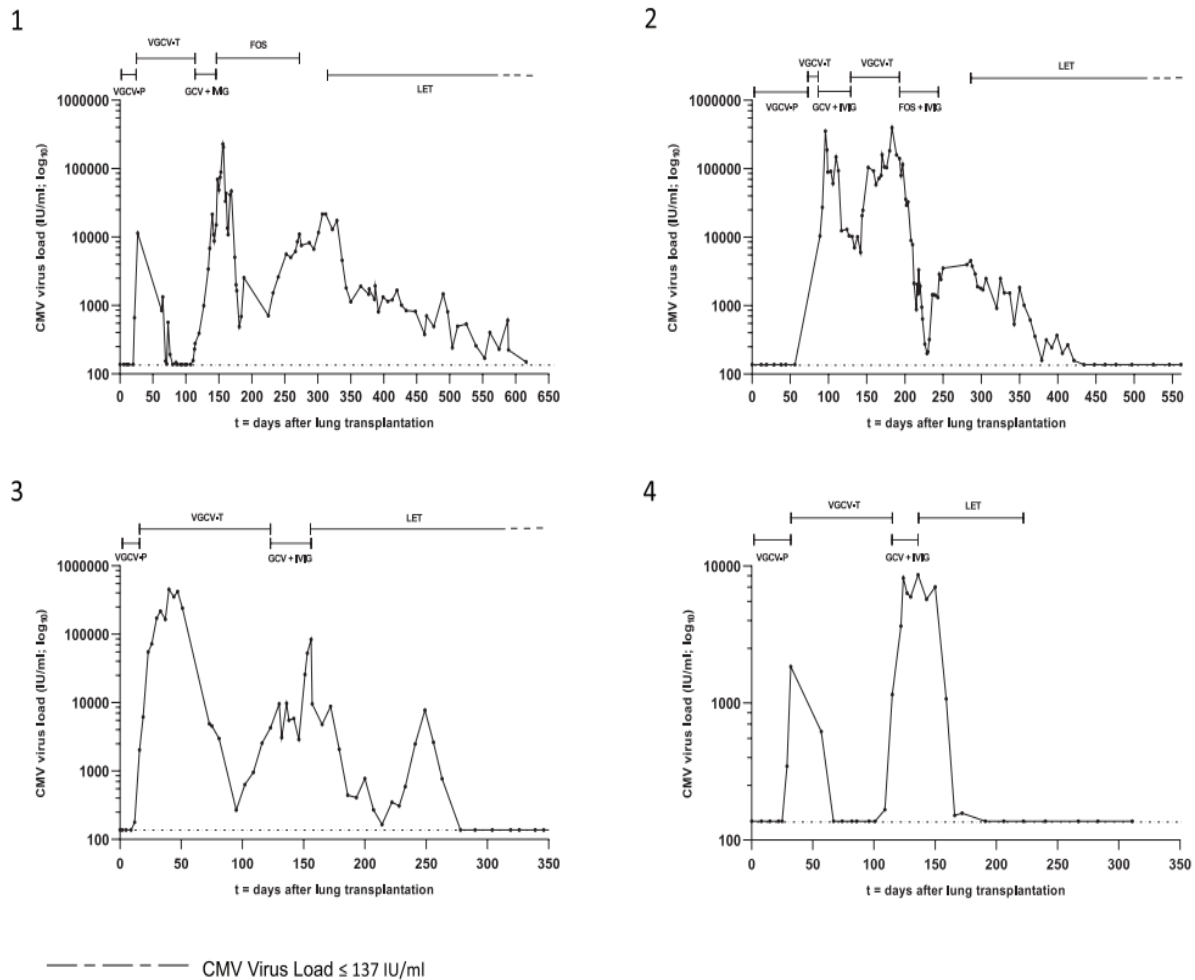 1
VGCV-T
FOS
VGCV-P
GCV + IVIG
LET
1000000
100000
10000
1000
100
CMV virus load (IU/ml; log10)
0 50 100 150 200 250 300 350 400 450 500 550 600 650
t = days after lung transplantation
2
VGCV-T
VGCV-T
LET
VGCV-P
GCV + IVIG
FOS + IVIG
1000000
100000
10000
1000
100
CMV virus load (IU/ml; log10)
0 50 100 150 200 250 300 350 400 450 500 550
t = days after lung transplantation
3
VGCV-T
LET
VGCV-P
GCV + IVIG
1000000
100000
10000
1000
100
CMV virus load (IU/ml; log10)
0 50 100 150 200 250 300 350
t = days after lung transplantation
4
VGCV-T
LET
VGCV-P
GCV + IVIG
10000
1000
100
CMV virus load (IU/ml; log10)
0 50 100 150 200 250 300 350
t = days after lung transplantation
CMV Virus Load ≤ 137 IU/ml